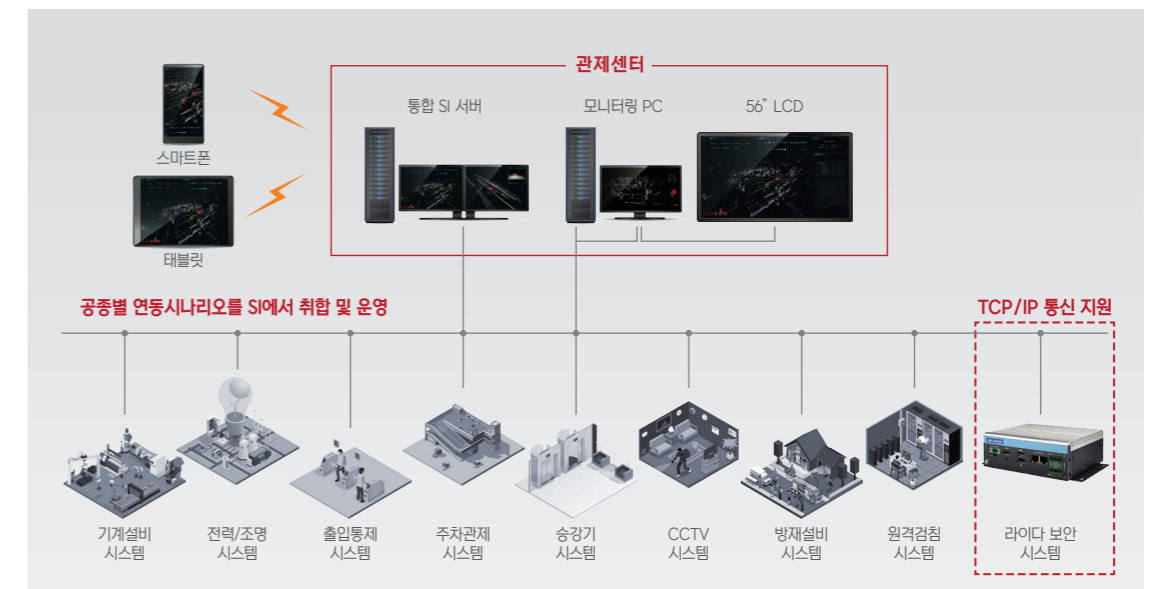 관제센터
통합 SI 서버
모니터링 PC
56” LCD
스마트폰
태블릿
공종별 연동시나리오를 SI에서 취합 및 운영
TCP/IP 통신 지원
기계설비
시스템
전력/조명
시스템
출입통제
시스템
주차관제
시스템
승강기
시스템
CCTV
시스템
방재설비
시스템
원격검침
시스템
라이다 보안
시스템